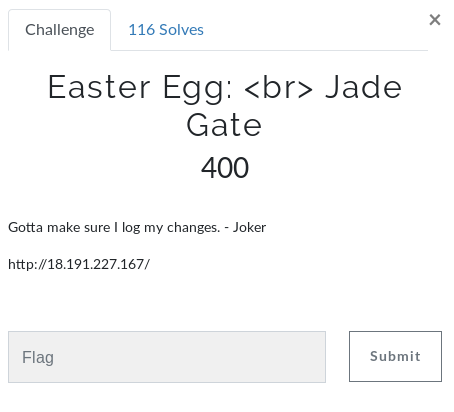 Challenge
116 Solves
×
Easter Egg: <br> Jade
Gate
400
Gotta make sure I log my changes. - Joker
http://18.191.227.167/
Flag
Submit